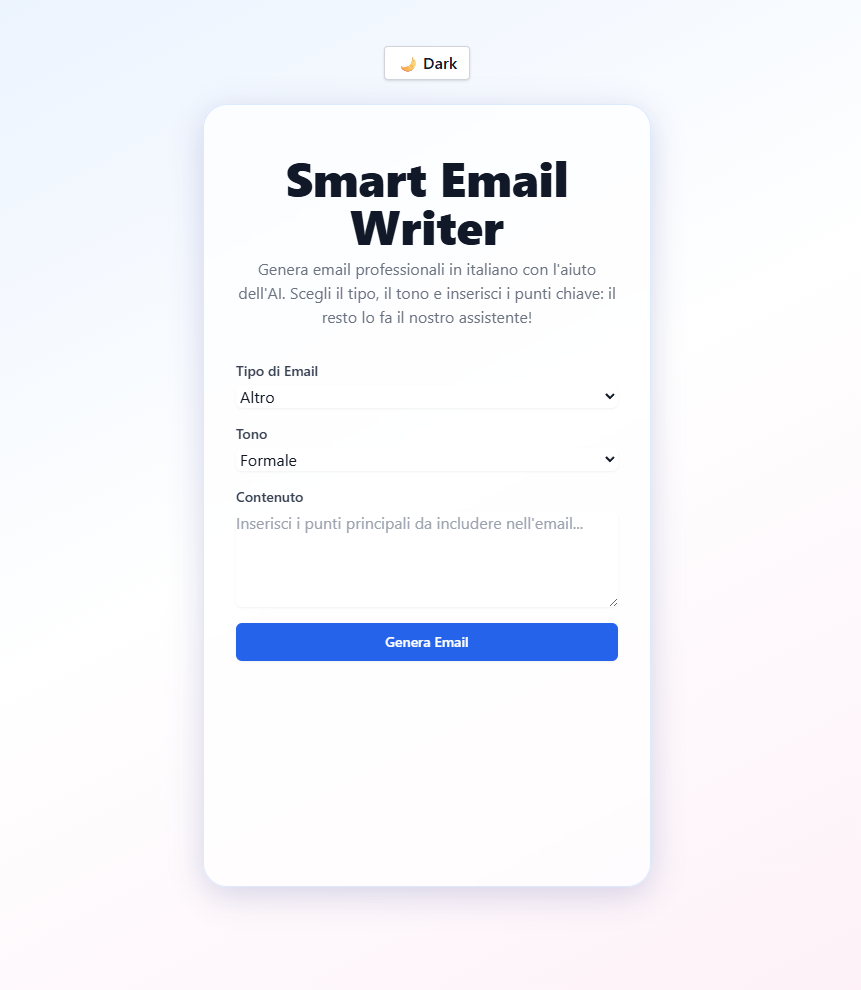 🌙 Dark
Smart Email
Writer
Genera email professionali in italiano con l'aiuto
dell'AI. Scegli il tipo, il tono e inserisci i punti chiave: il
resto lo fa il nostro assistente!
Tipo di Email
Altro
Tono
Formale
Contenuto
Inserisci i punti principali da includere nell'email...
Genera Email